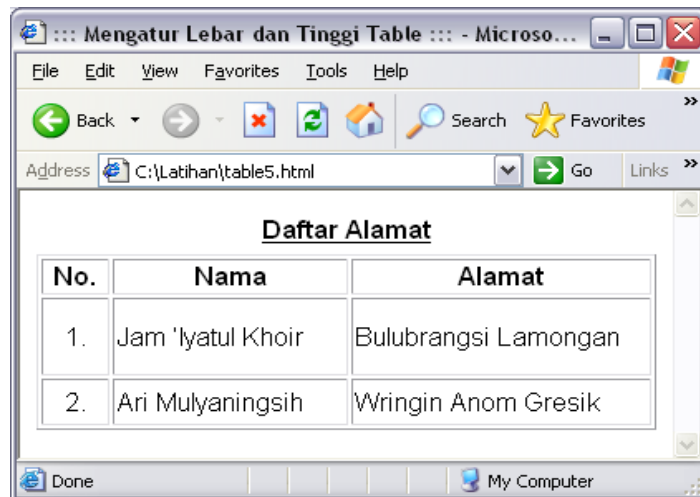 ::: Mengatur Lebar dan Tinggi Table ::: - Microso...
File Edit View Favorites Tools Help
Back Search Favorites »
Address C:\Latihan\table5.html Go Links »
Daftar Alamat
No. Nama Alamat
1. Jam 'Iyatul Khoir Bulubrangsi Lamongan
2. Ari Mulyaningsih Wringin Anom Gresik
Done My Computer